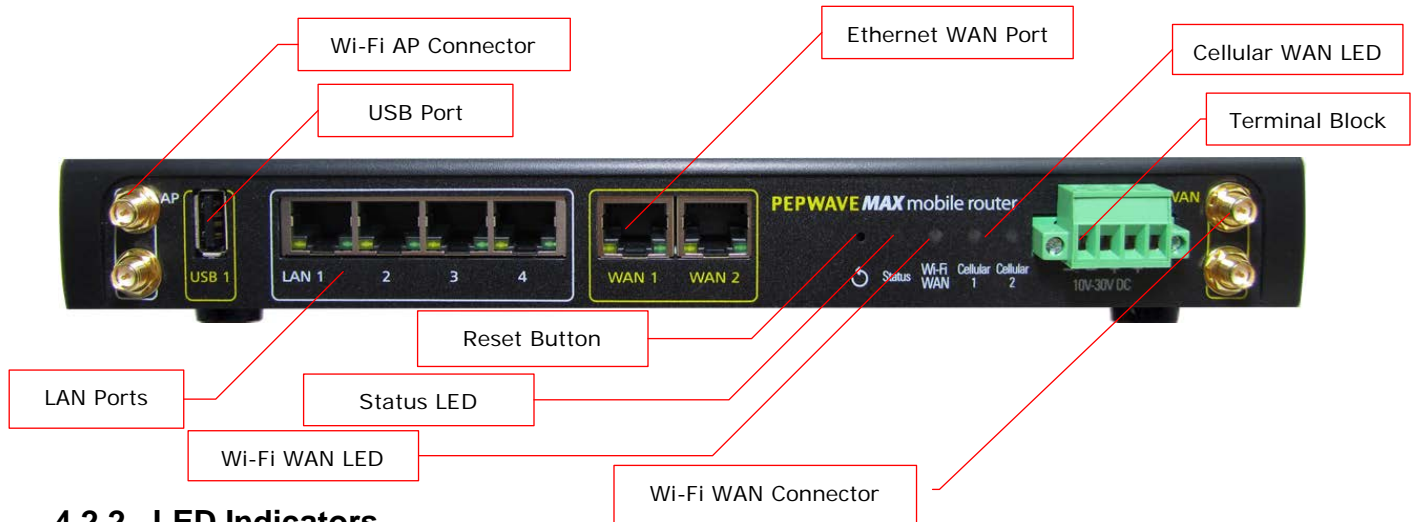 Wi-Fi AP Connector
Ethernet WAN Port
Cellular WAN LED
USB Port
Terminal Block
AP
PEPWAVE MAX mobile router
WAN
USB 1
LAN 1 2 3 4
WAN 1 WAN 2
Status
Wi-Fi WAN
Cellular 1
Cellular 2
10V-30V DC
Reset Button
LAN Ports
Status LED
Wi-Fi WAN LED
Wi-Fi WAN Connector
4.2.2 LED Indicators